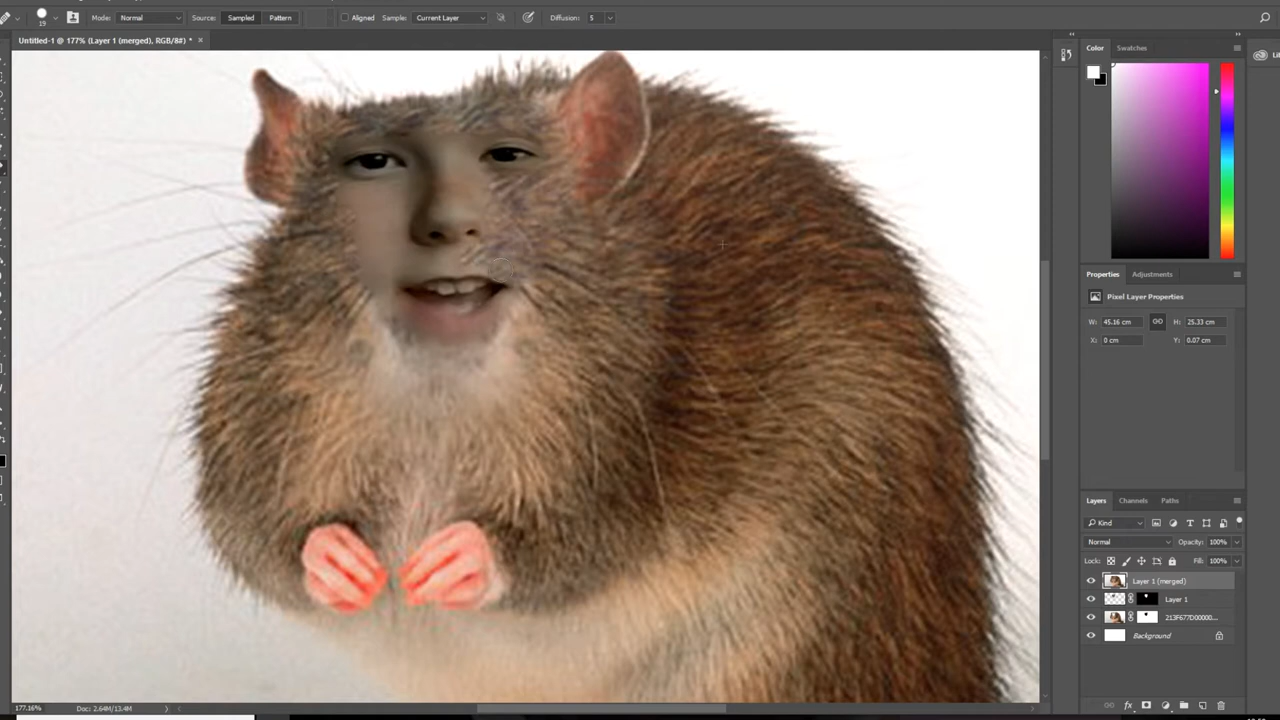 19 Mode: Normal Source: Sampled Pattern Aligned Sample: Current Layer Diffusion: 5
Untitled-1 @ 177% (Layer 1 (merged), RGB/8#) * ×
Color Swatches
Properties Adjustments
Pixel Layer Properties
W: 45.16 cm H: 25.33 cm
X: 0 cm Y: 0.07 cm
Layers Channels Paths
Kind
Normal Opacity: 100%
Lock: Fill: 100%
Layer 1 (merged)
Layer 1
213F677D00000...
Background
177.16% Doc: 2.64M/13.4M